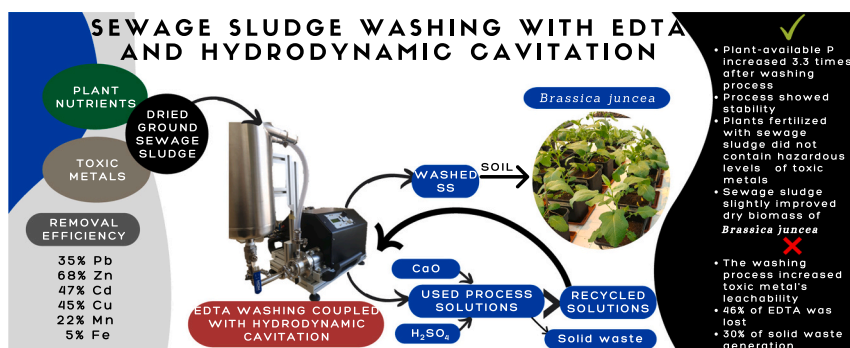 SEWAGE SLUDGE WASHING WITH EDTA
AND HYDRODYNAMIC CAVITATION
PLANT
NUTRIENTS
DRIED
GROUND
SEWAGE
SLUDGE
TOXIC
METALS
REMOVAL
EFFICIENCY
35% Pb
68% Zn
47% Cd
45% Cu
22% Mn
5% Fe
EDTA WASHING COUPLED
WITH HYDRODYNAMIC
CAVITATION
WASHED
SS
SOIL
Brassica juncea
CaO
USED PROCESS
SOLUTIONS
H₂SO₄
RECYCLED
SOLUTIONS
Solid waste
• Plant-available P
increased 3.3 times
after washing
process
• Process showed
stability
• Plants fertilized
with sewage
sludge did not
contain hazardous
levels of toxic
metals
• Sewage sludge
slightly improved
dry biomass of
Brassica juncea
• The washing
process increased
toxic metal's
leachability
• 46% of EDTA was
lost
• 30% of solid waste
generation